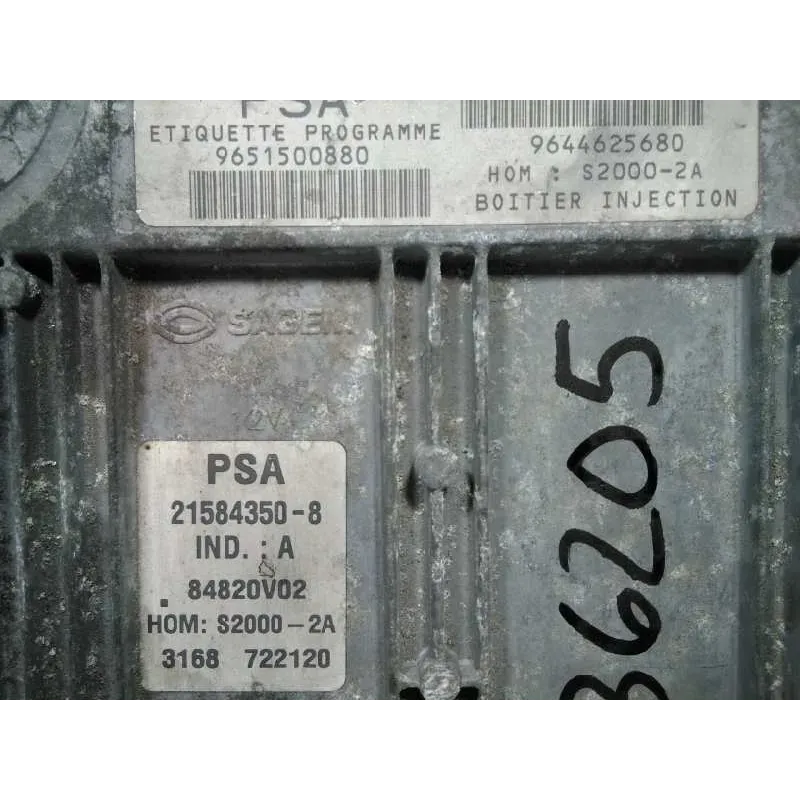 PSA
ETIQUETTE PROGRAMME
9651500880
9644625680
HOM : S2000-2A
BOITIER INJECTION
SAGEM
12V
PSA
21584350-8
IND. : A
84820V02
HOM: S2000-2A
3168 722120
36205